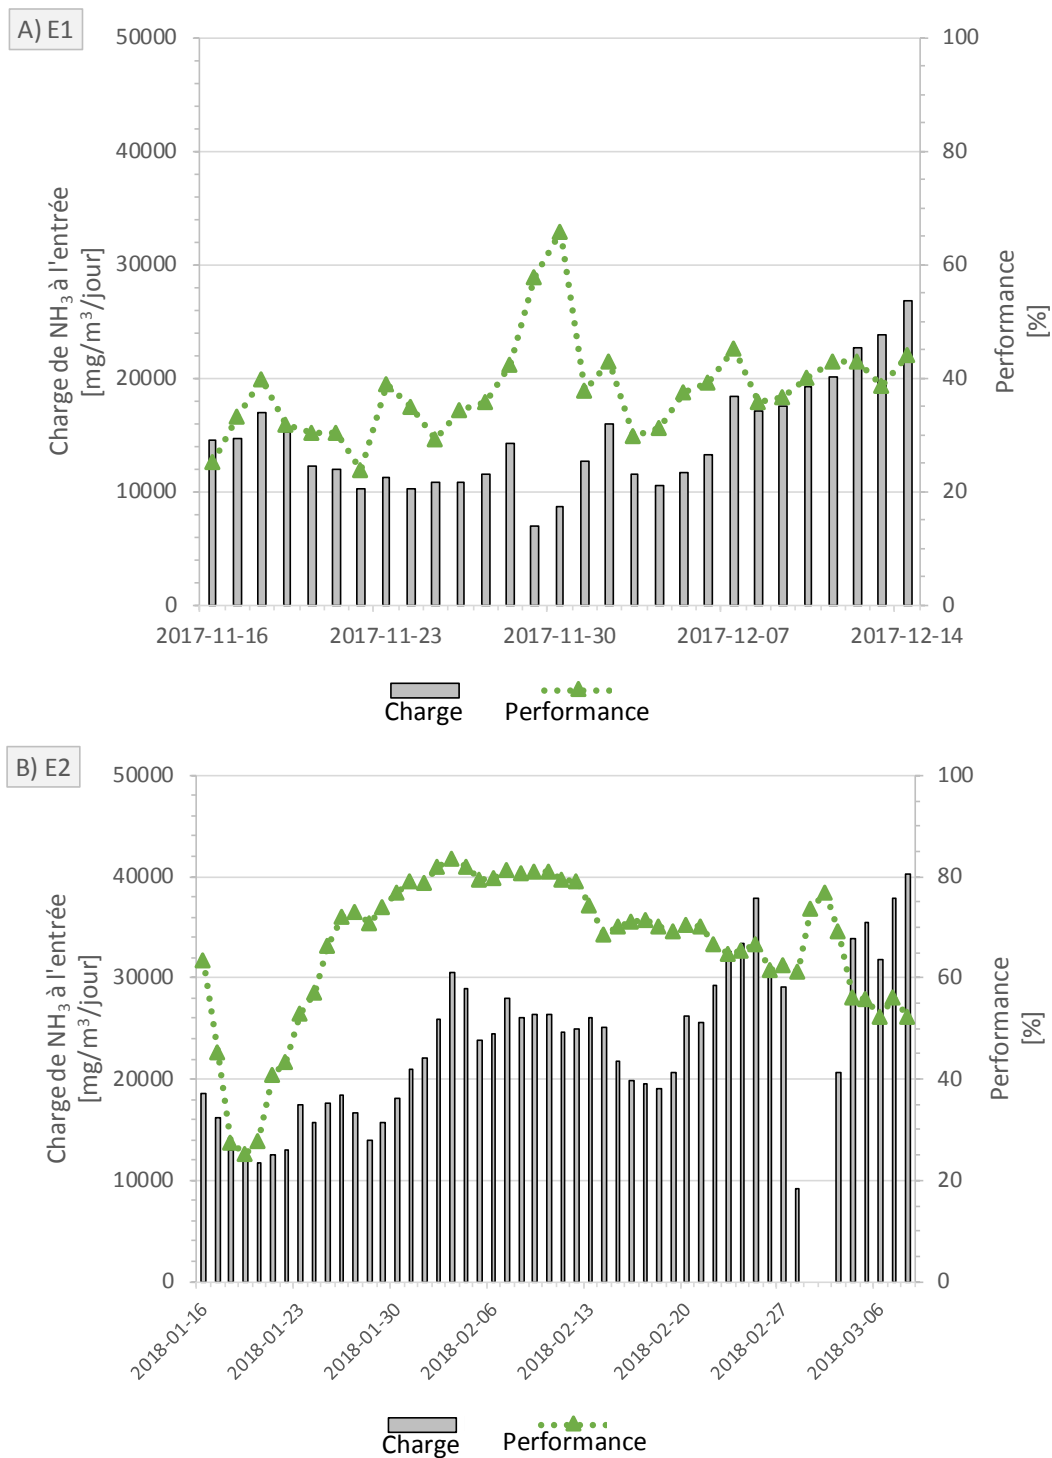 A) E1
50000
40000
30000
20000
10000
0
Charge de NH3 à l'entrée
[mg/m3/jour]
100
80
60
40
20
0
Performance
[%]
2017-11-16 2017-11-23 2017-11-30 2017-12-07 2017-12-14
Charge Performance
B) E2
50000
40000
30000
20000
10000
0
Charge de NH3 à l'entrée
[mg/m3/jour]
100
80
60
40
20
0
Performance
[%]
2018-01-16 2018-01-23 2018-01-30 2018-02-06 2018-02-13 2018-02-20 2018-02-27 2018-03-06
Charge Performance